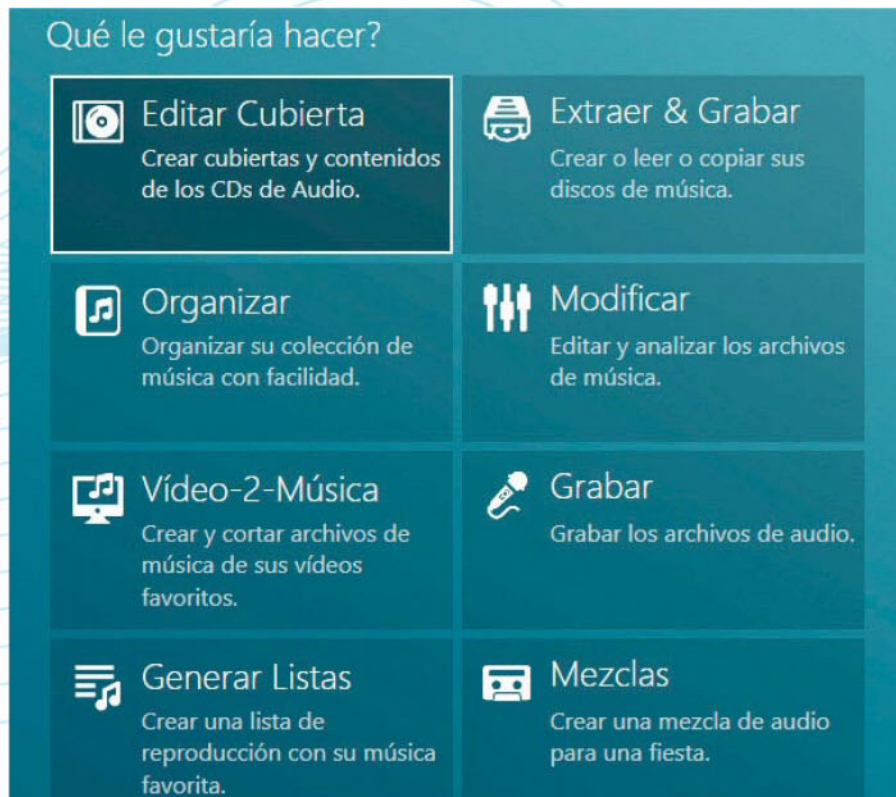 Qué le gustaría hacer?
Editar Cubierta
Crear cubiertas y contenidos
de los CDs de Audio.
Extraer & Grabar
Crear o leer o copiar sus
discos de música.
Organizar
Organizar su colección de
música con facilidad.
Modificar
Editar y analizar los archivos
de música.
Vídeo-2-Música
Crear y cortar archivos de
música de sus vídeos
favoritos.
Grabar
Grabar los archivos de audio.
Generar Listas
Crear una lista de
reproducción con su música
favorita.
Mezclas
Crear una mezcla de audio
para una fiesta.